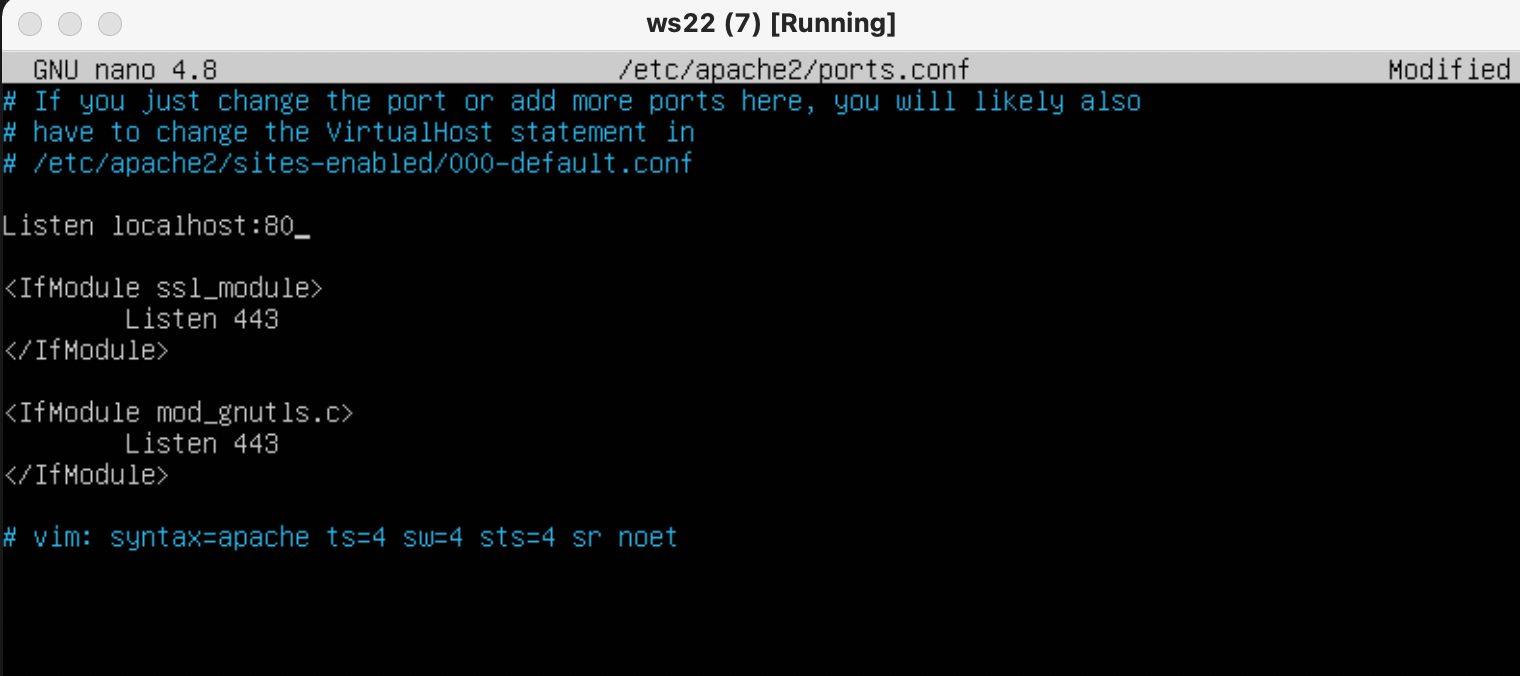 ws22 (7) [Running]
GNU nano 4.8 /etc/apache2/ports.conf Modified
# If you just change the port or add more ports here, you will likely also
# have to change the VirtualHost statement in
# /etc/apache2/sites-enabled/000-default.conf
Listen localhost:80_
<IfModule ssl_module>
Listen 443
</IfModule>
<IfModule mod_gnutls.c>
Listen 443
</IfModule>
# vim: syntax=apache ts=4 sw=4 sts=4 sr noet